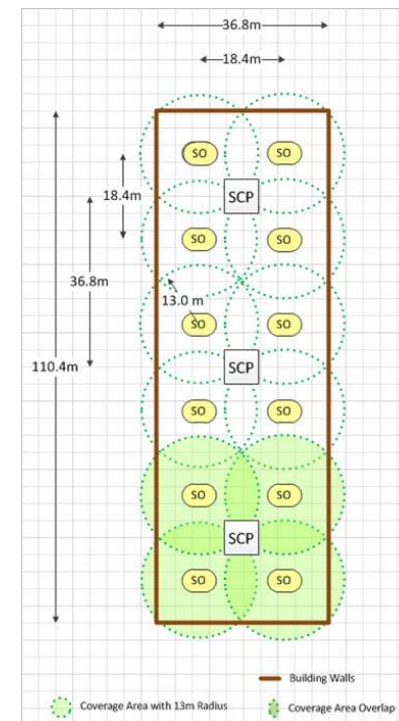 36.8m
18.4m
SO SO
SCP
18.4m
SO SO
36.8m
13.0 m
SO SO
110.4m
SCP
SO SO
SO SO
SCP
SO SO
Building Walls
Coverage Area with 13m Radius
Coverage Area Overlap